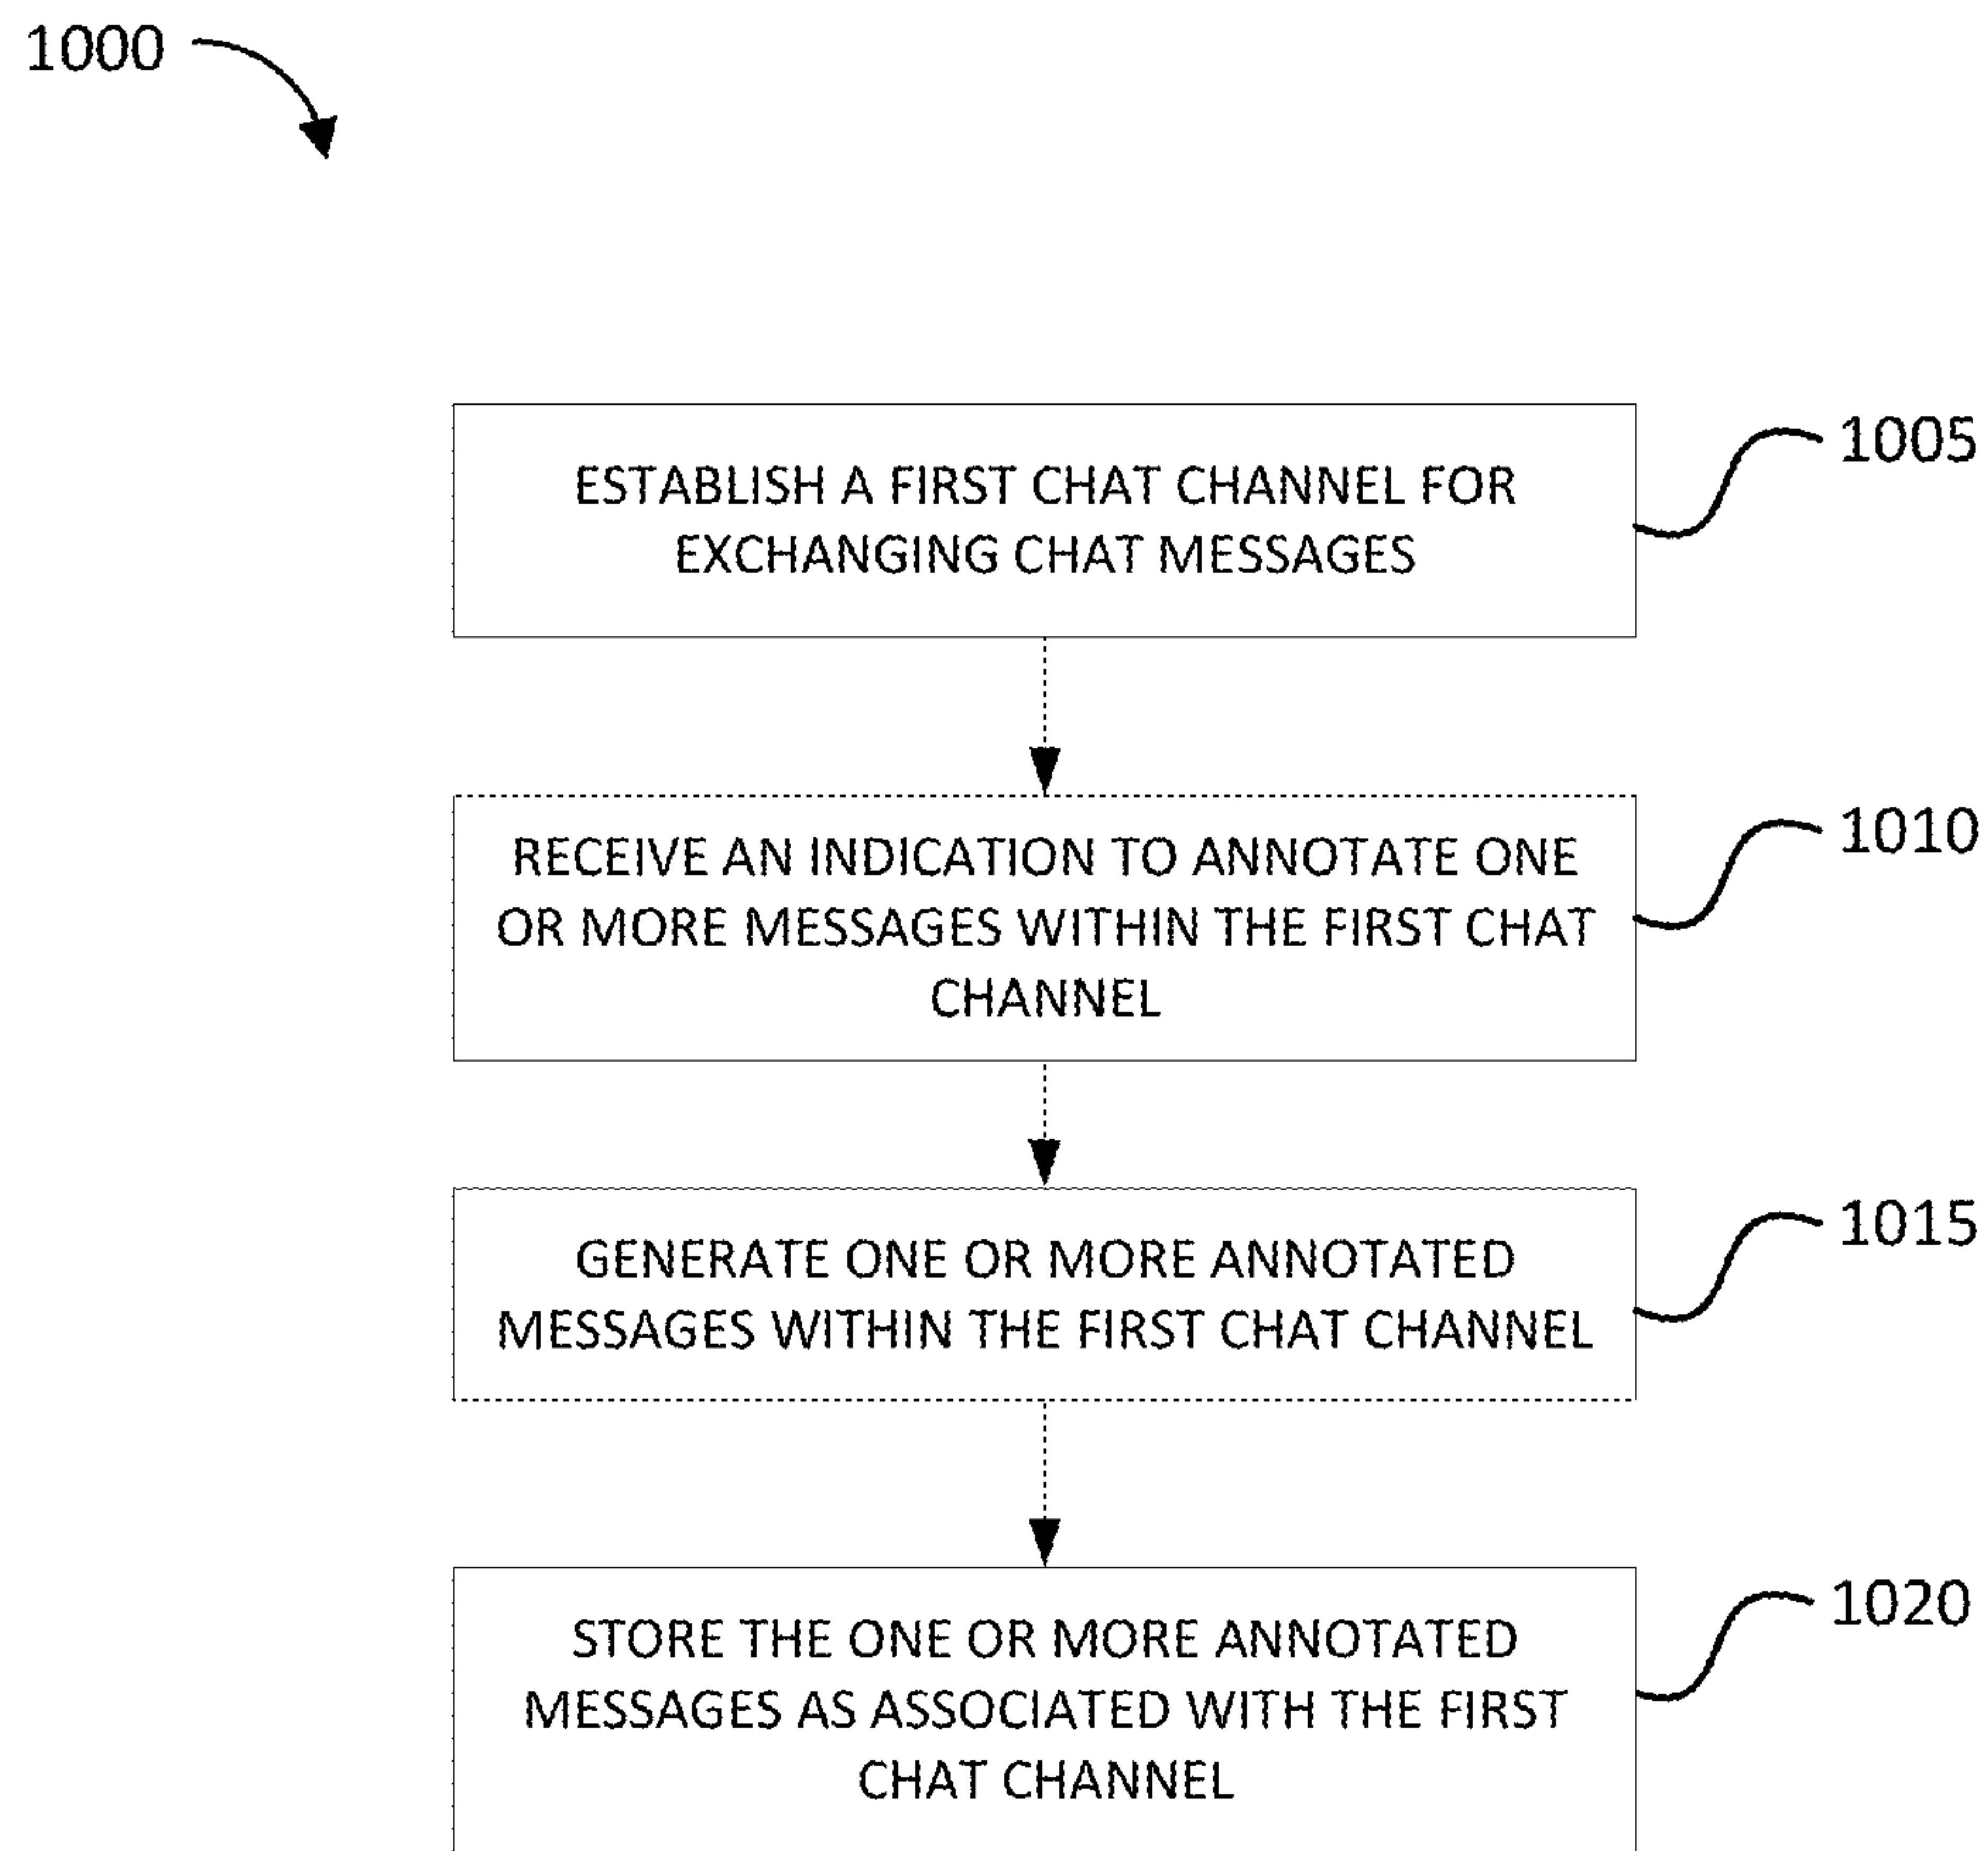 1000
ESTABLISH A FIRST CHAT CHANNEL FOR
EXCHANGING CHAT MESSAGES
1005
RECEIVE AN INDICATION TO ANNOTATE ONE
OR MORE MESSAGES WITHIN THE FIRST CHAT
CHANNEL
1010
GENERATE ONE OR MORE ANNOTATED
MESSAGES WITHIN THE FIRST CHAT CHANNEL
1015
STORE THE ONE OR MORE ANNOTATED
MESSAGES AS ASSOCIATED WITH THE FIRST
CHAT CHANNEL
1020